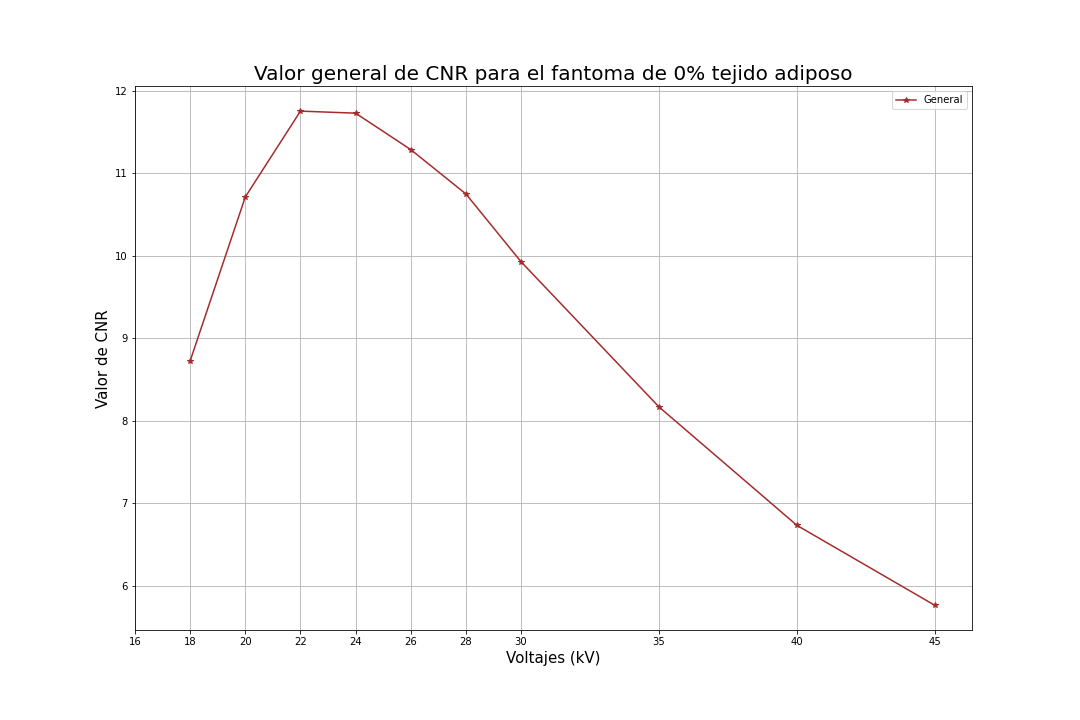 Valor general de CNR para el fantoma de 0% tejido adiposo
General
12
11
10
9
8
7
6
Valor de CNR
16 18 20 22 24 26 28 30 35 40 45
Voltajes (kV)